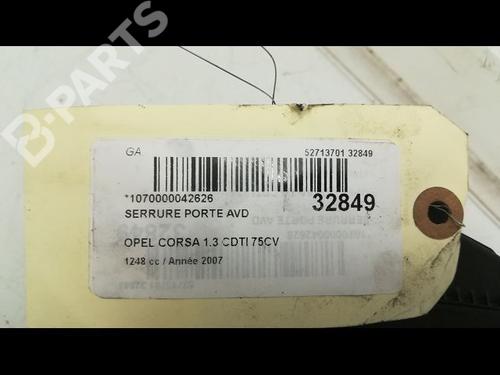 B-PARTS
GA
52713701 32849
*1070000042626
32849
SERRURE PORTE AVD
OPEL CORSA 1.3 CDTI 75CV
1248 cc / Année 2007